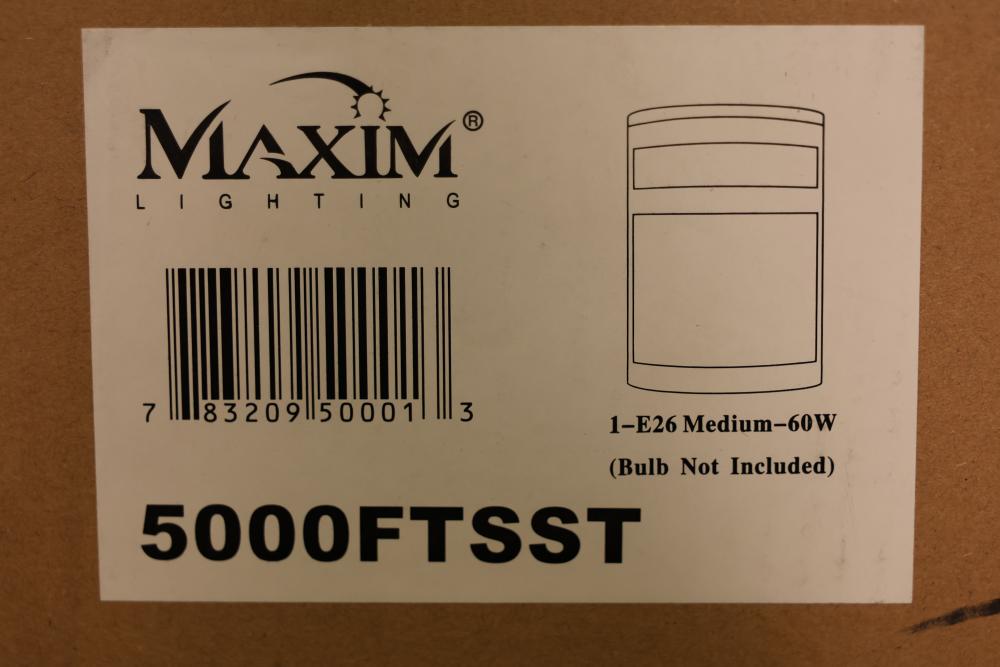 MAXIM®
LIGHTING
7 83209 50001 3
1-E26 Medium-60W
(Bulb Not Included)
5000FTSST